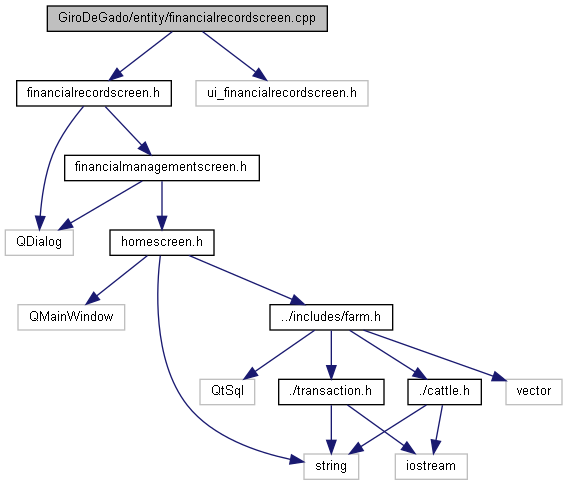 GiroDeGado/entity/financialrecordscreen.cpp
financialrecordscreen.h
ui_financialrecordscreen.h
financialmanagementscreen.h
QDialog
homescreen.h
QMainWindow
../includes/farm.h
QtSql
./transaction.h
./cattle.h
vector
string
iostream